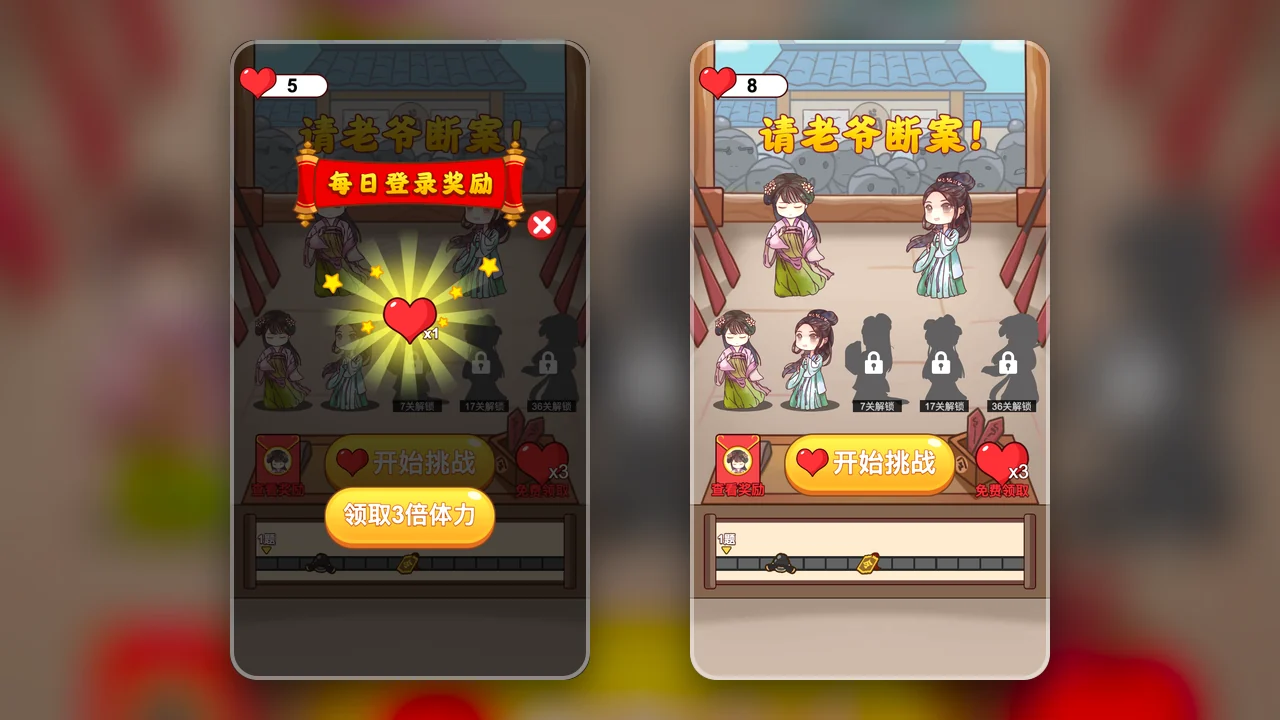 5
请老爷断案!
每日登录奖励
x1
7关解锁
17关解锁
36关解锁
开始挑战
x3
查看奖励
免费领取
领取3倍体力
1题
8
请老爷断案!
7关解锁
17关解锁
36关解锁
开始挑战
x3
查看奖励
免费领取
1题